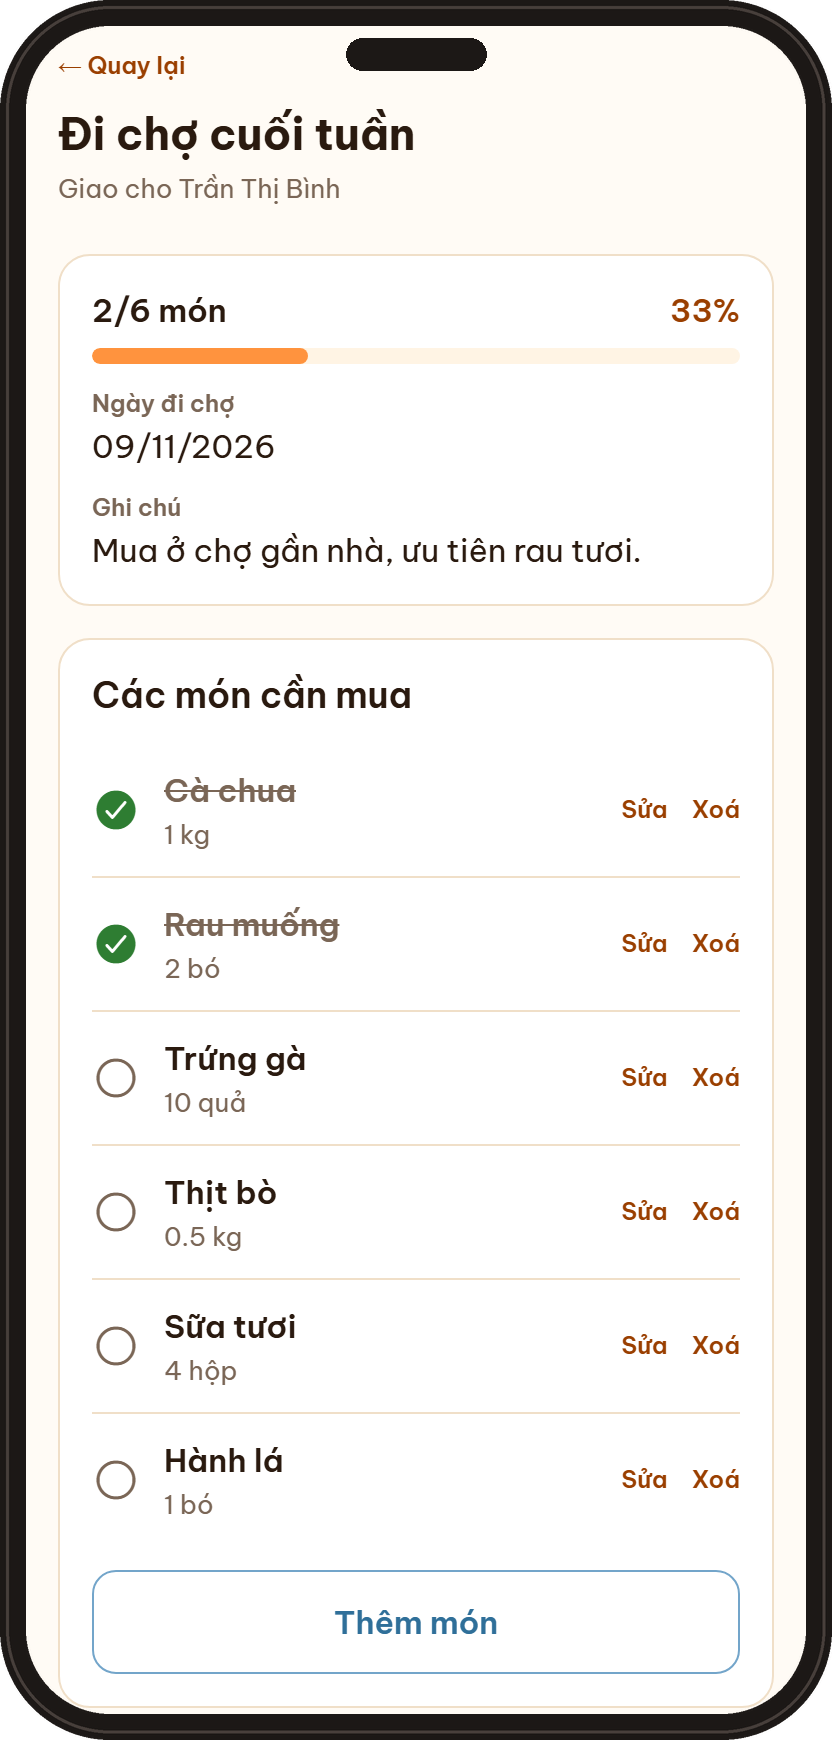 ← Quay lại
Đi chợ cuối tuần
Giao cho Trần Thị Bình
2/6 món 33%
Ngày đi chợ
09/11/2026
Ghi chú
Mua ở chợ gần nhà, ưu tiên rau tươi.
Các món cần mua
Cà chua
1 kg
Sửa Xoá
Rau muống
2 bó
Sửa Xoá
Trứng gà
10 quả
Sửa Xoá
Thịt bò
0.5 kg
Sửa Xoá
Sữa tươi
4 hộp
Sửa Xoá
Hành lá
1 bó
Sửa Xoá
Thêm món